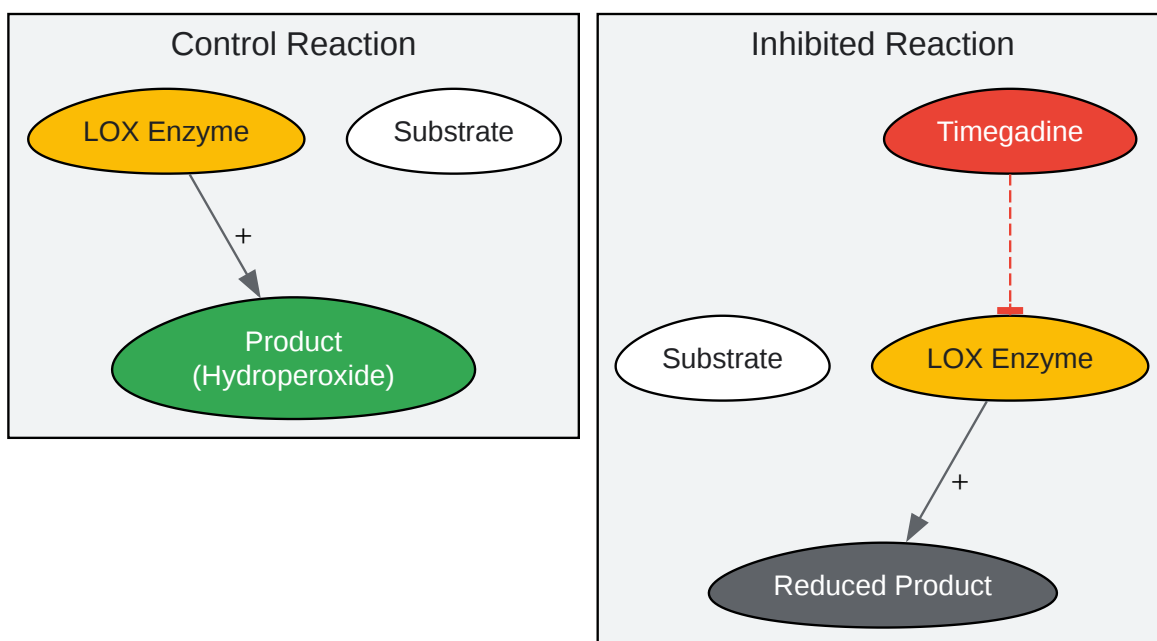 Control Reaction
LOX Enzyme
Substrate
+
Product
(Hydroperoxide)
Inhibited Reaction
Timegadine
Substrate
LOX Enzyme
+
Reduced Product